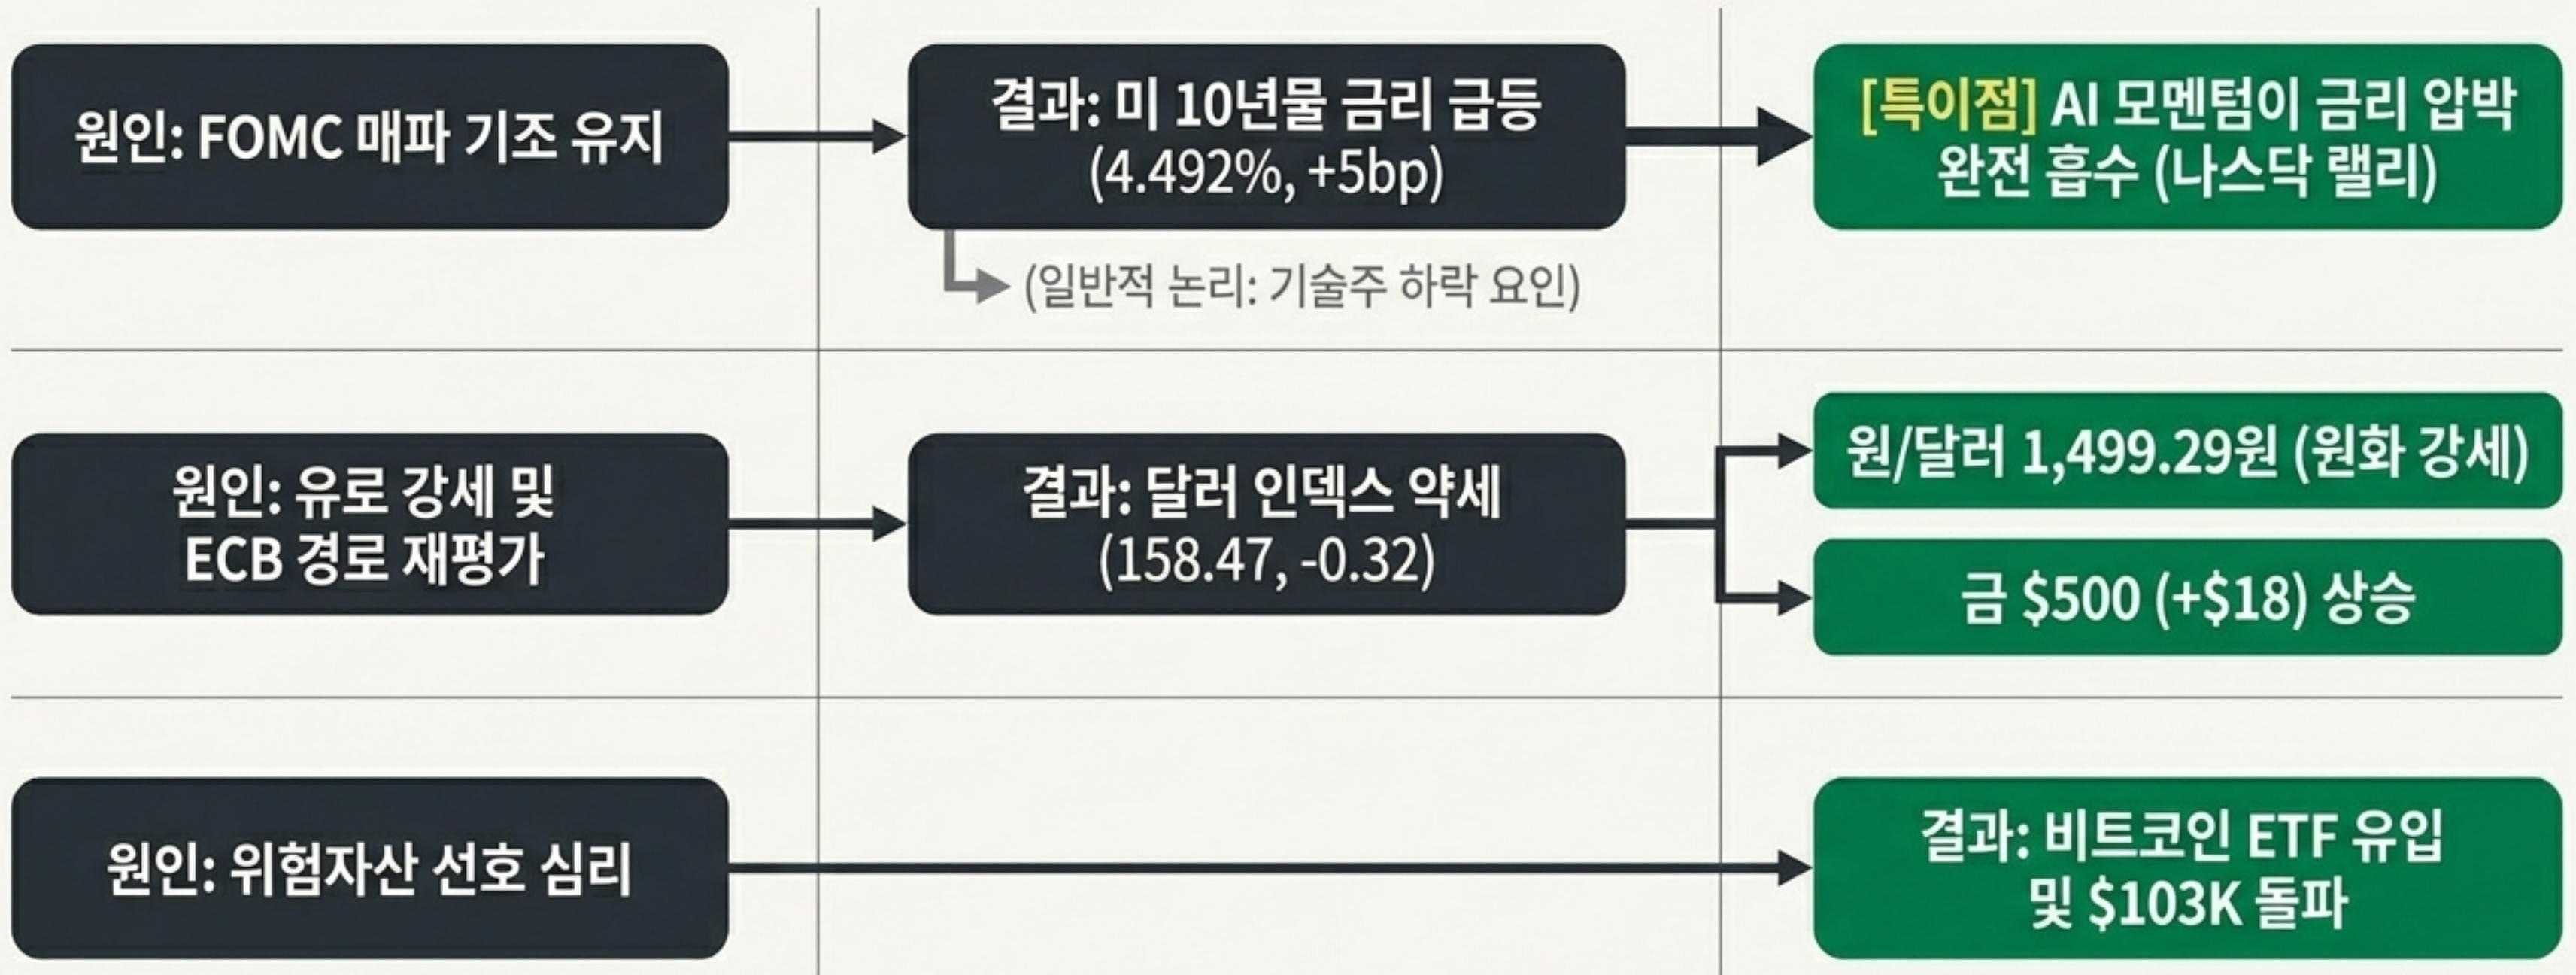 원인: FOMC 매파 기조 유지
결과: 미 10년물 금리 급등
(4.492%, +5bp)
(일반적 논리: 기술주 하락 요인)
[특이점] AI 모멘텀이 금리 압박
완전 흡수 (나스닥 랠리)
원인: 유로 강세 및
ECB 경로 재평가
결과: 달러 인덱스 약세
(158.47, -0.32)
원/달러 1,499.29원 (원화 강세)
금 $500 (+$18) 상승
원인: 위험자산 선호 심리
결과: 비트코인 ETF 유입
및 $103K 돌파